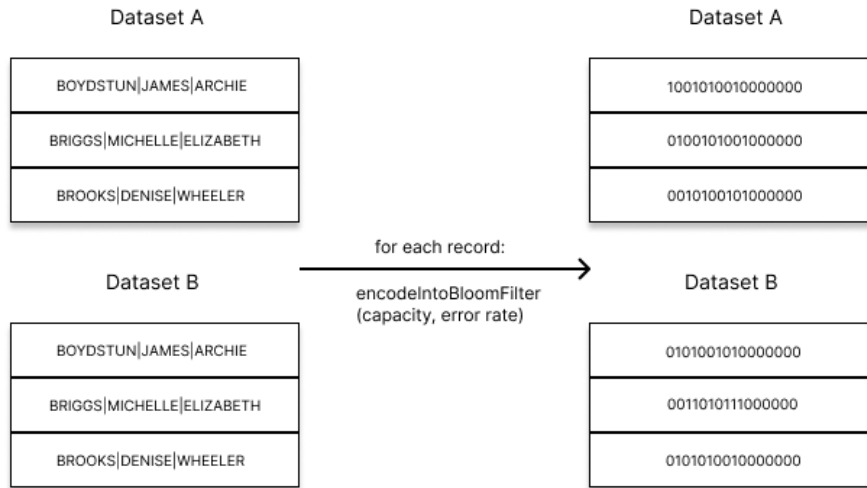 Dataset A
BOYDSTUN|JAMES|ARCHIE
BRIGGS|MICHELLE|ELIZABETH
BROOKS|DENISE|WHEELER
Dataset B
BOYDSTUN|JAMES|ARCHIE
BRIGGS|MICHELLE|ELIZABETH
BROOKS|DENISE|WHEELER
for each record:
encodeIntoBloomFilter
(capacity, error rate)
Dataset A
1001010010000000
0100101001000000
0010100101000000
Dataset B
0101001010000000
0011010111000000
0101010010000000